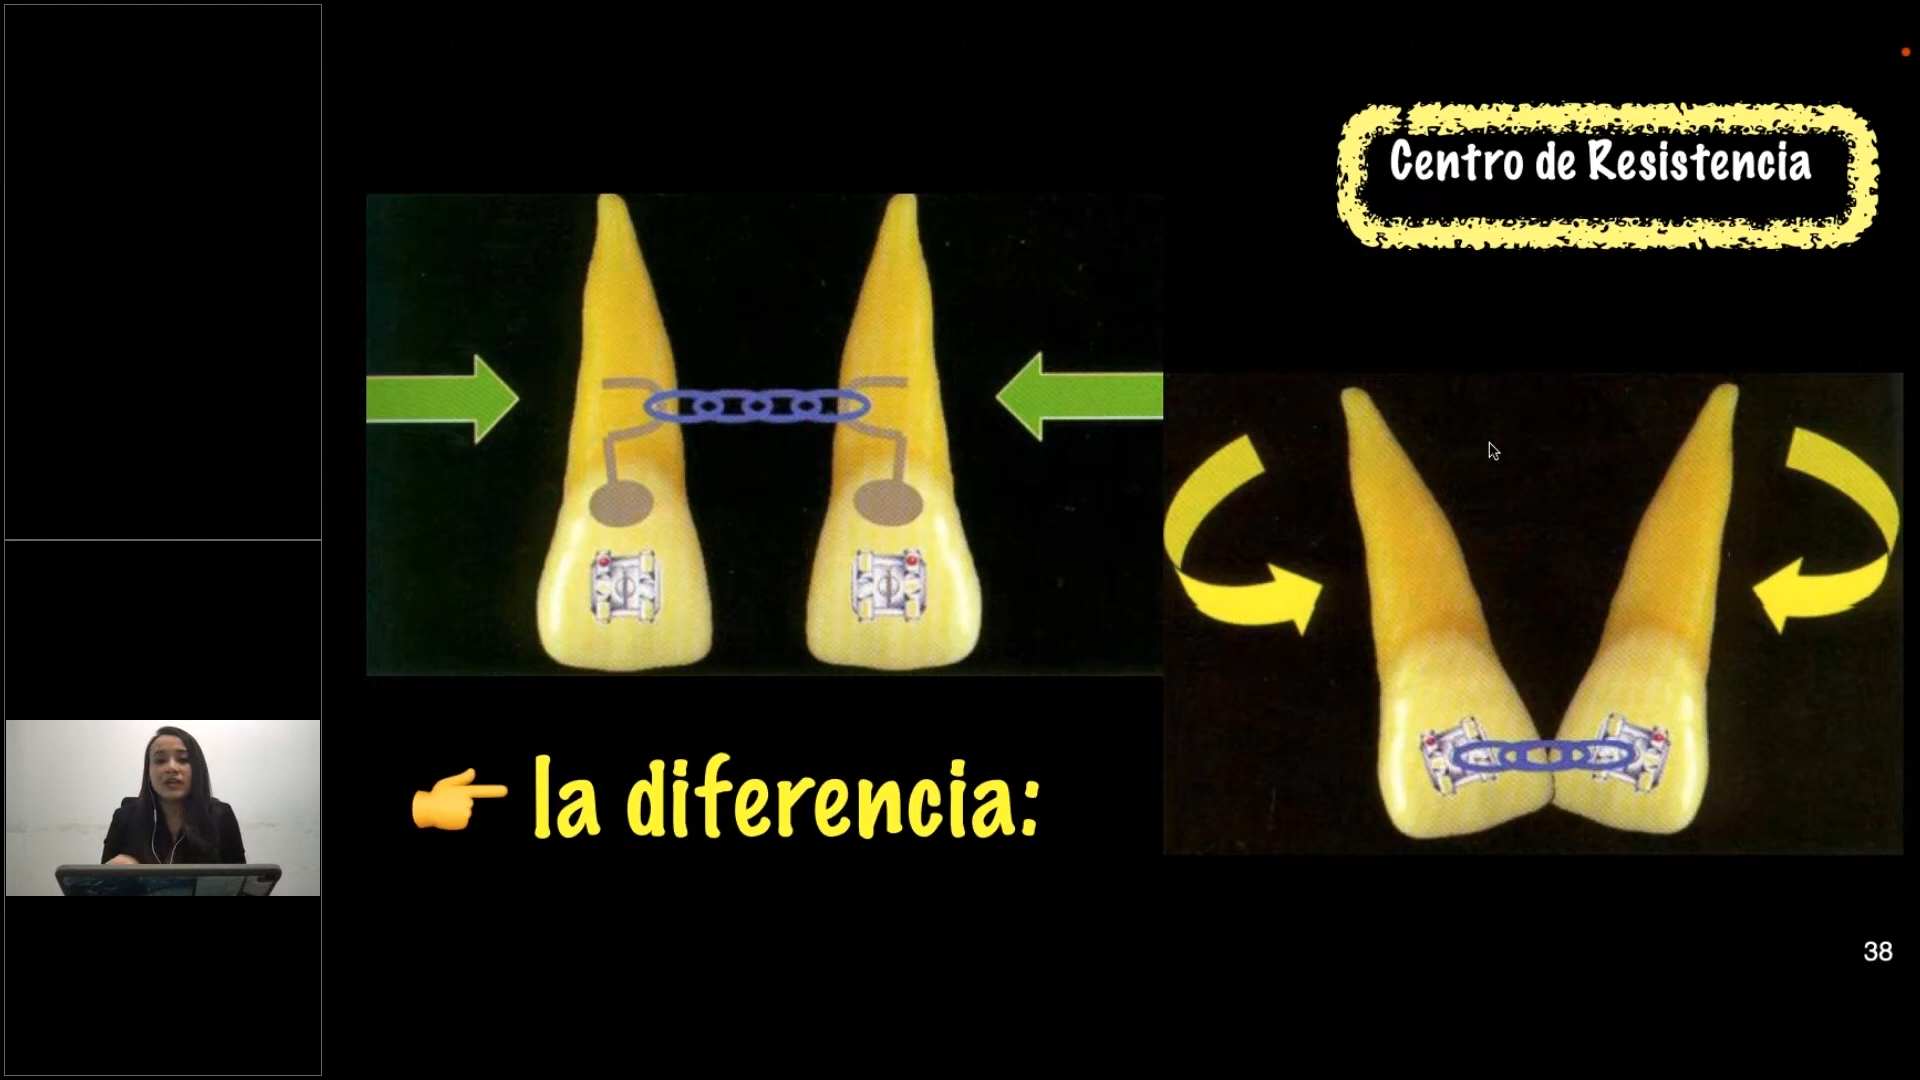 Centro de Resistencia
👉 la diferencia:
38